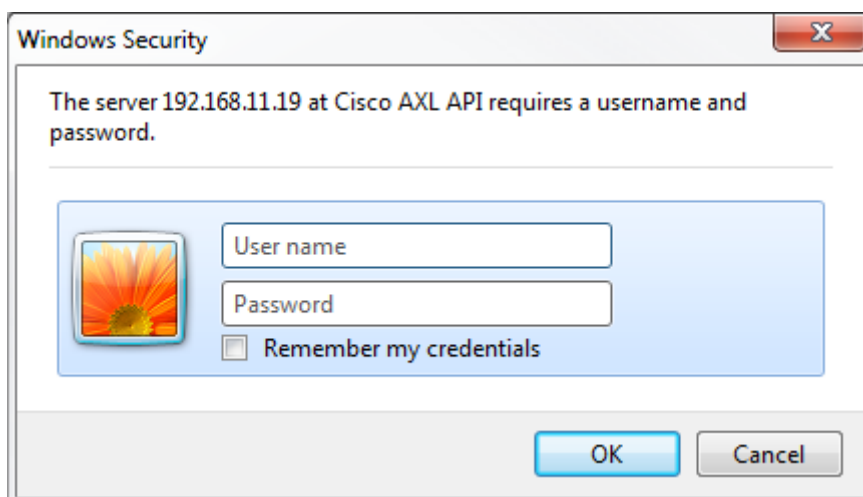 Windows Security
The server 192.168.11.19 at Cisco AXL API requires a username and
password.
User name
Password
Remember my credentials
OK
Cancel